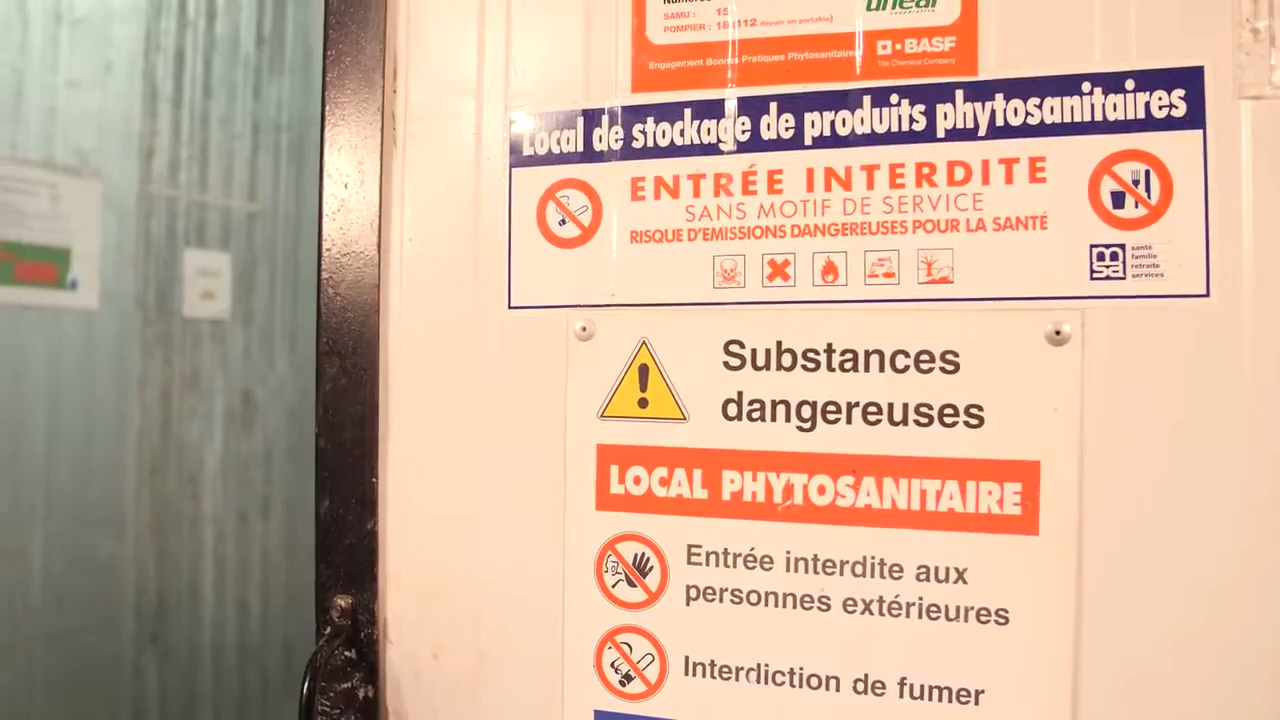 SAMU : 15
POMPIER : 18/112 depuis un portable)
unéal
coopérative
Engagement Bonnes Pratiques Phytosanitaires
BASF
The Chemical Company
Local de stockage de produits phytosanitaires
ENTRÉE INTERDITE
SANS MOTIF DE SERVICE
RISQUE D'EMISSIONS DANGEREUSES POUR LA SANTÉ
msa
santé
famille
retraite
services
Substances
dangereuses
LOCAL PHYTOSANITAIRE
Entrée interdite aux
personnes extérieures
Interdiction de fumer